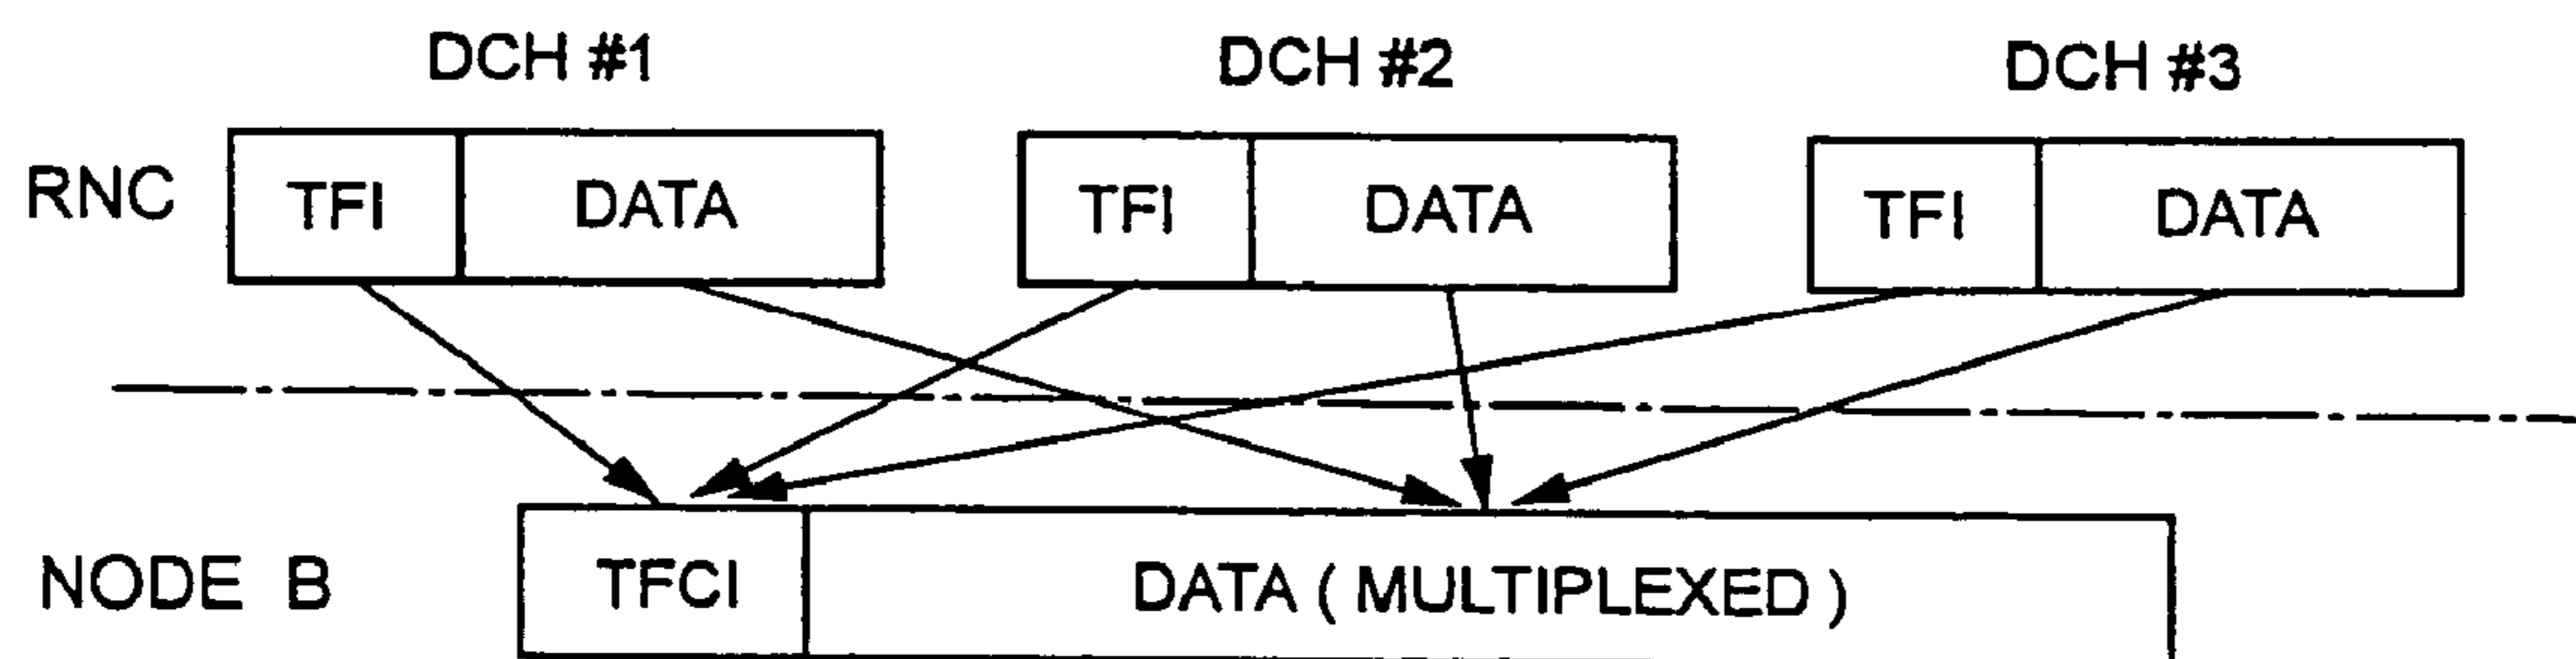 DCH #1 DCH #2 DCH #3
RNC TFI DATA TFI DATA TFI DATA
NODE B TFCI DATA ( MULTIPLEXED )